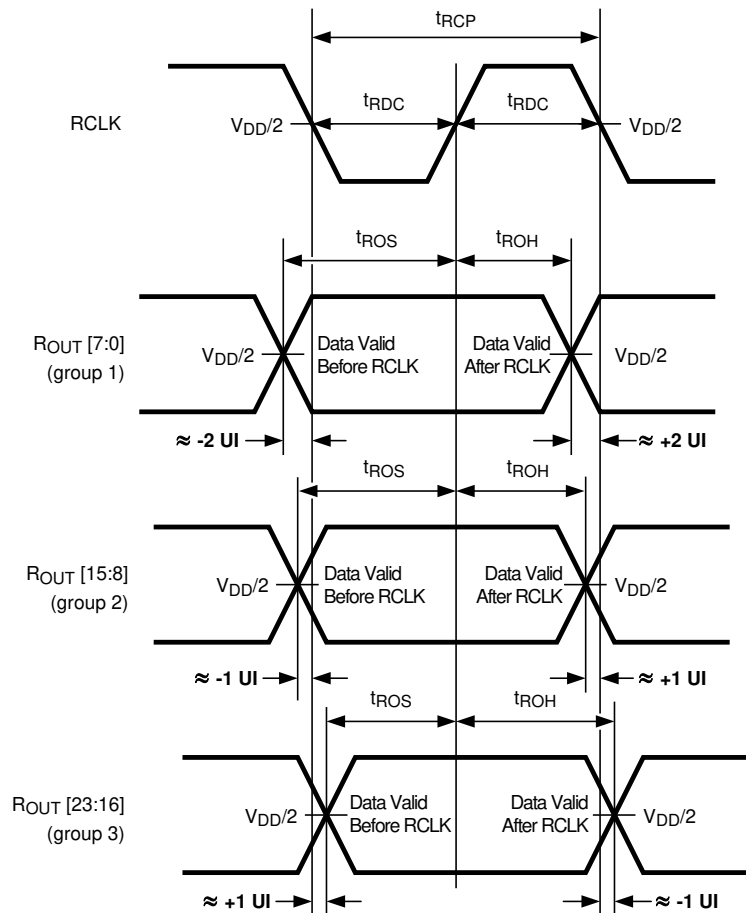 tRCP
RCLK
VDD/2
tRDC
tRDC
VDD/2
tROS
tROH
ROUT [7:0]
(group 1)
VDD/2
Data Valid
Before RCLK
Data Valid
After RCLK
VDD/2
≈ -2 UI
≈ +2 UI
tROS
tROH
ROUT [15:8]
(group 2)
VDD/2
Data Valid
Before RCLK
Data Valid
After RCLK
VDD/2
≈ -1 UI
≈ +1 UI
tROS
tROH
ROUT [23:16]
(group 3)
VDD/2
Data Valid
Before RCLK
Data Valid
After RCLK
VDD/2
≈ +1 UI
≈ -1 UI